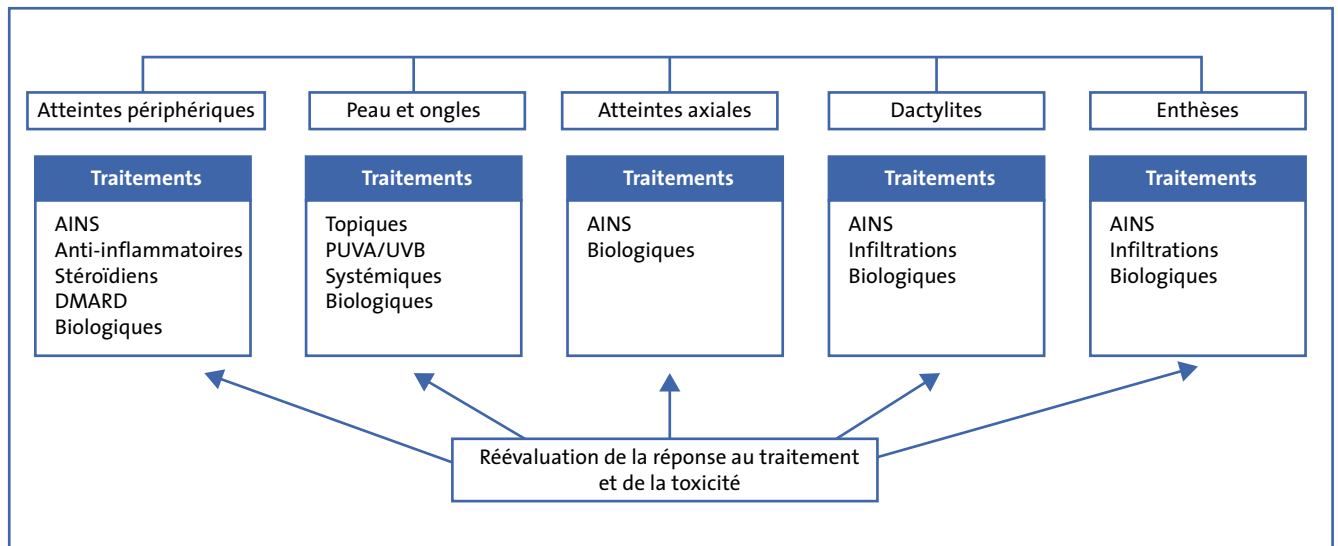 Atteintes périphériques
Peau et ongles
Atteintes axiales
Dactylites
Enthèses
Traitements
AINS
Anti-inflammatoires
Stéroïdiens
DMARD
Biologiques
Traitements
Topiques
PUVA/UVB
Systémiques
Biologiques
Traitements
AINS
Biologiques
Traitements
AINS
Infiltrations
Biologiques
Traitements
AINS
Infiltrations
Biologiques
Réévaluation de la réponse au traitement
et de la toxicité